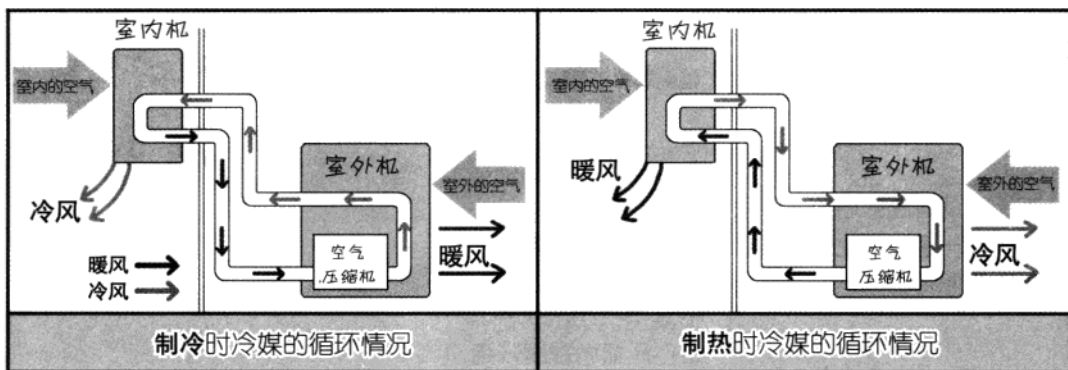 室内机
室内的空气
室外机
室外的空气
冷风
空气
压缩机
暖风
暖风
冷风
制冷时冷媒的循环情况
室内机
室内的空气
暖风
室外机
室外的空气
空气
压缩机
冷风
制热时冷媒的循环情况